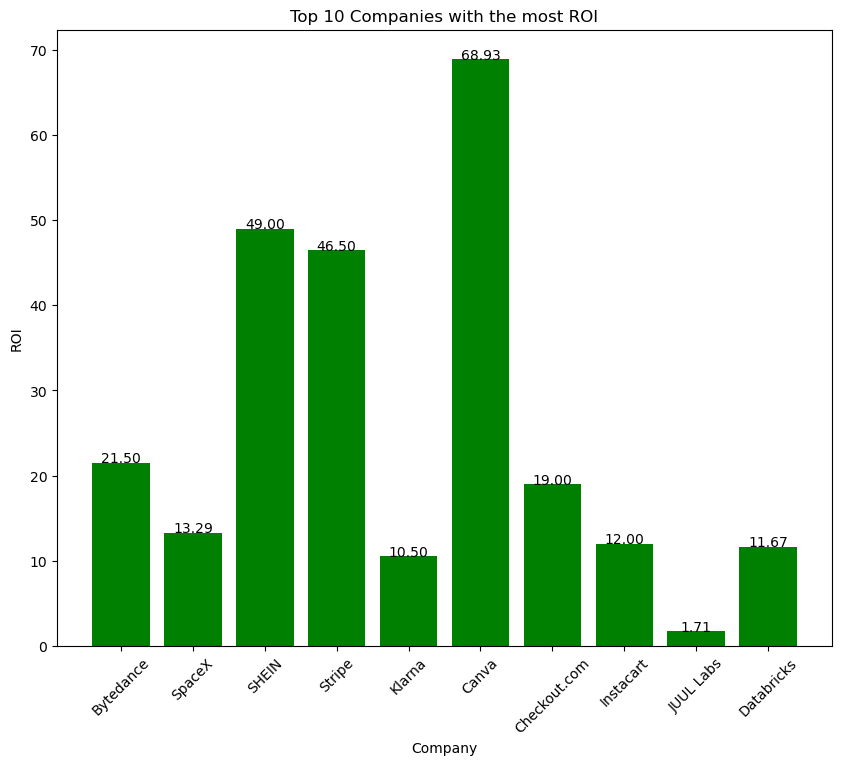 Top 10 Companies with the most ROI
70
60
50
40
30
20
10
0
ROI
21.50
13.29
49.00
46.50
10.50
68.93
19.00
12.00
1.71
11.67
Bytedance
SpaceX
SHEIN
Stripe
Klarna
Canva
Checkout.com
Instacart
JUUL Labs
Databricks
Company